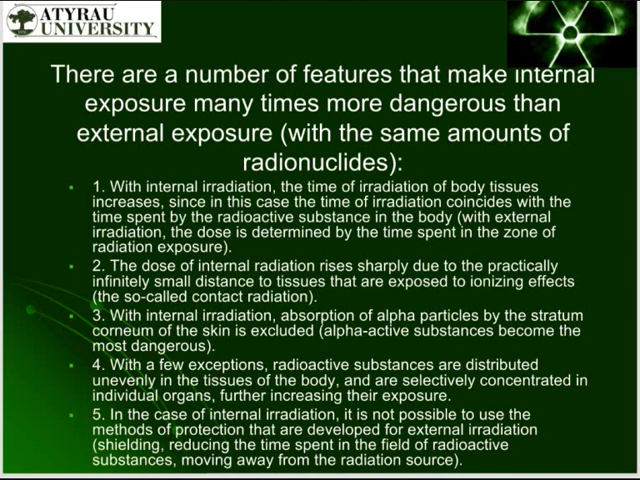 ATYRAU
UNIVERSITY
There are a number of features that make internal
exposure many times more dangerous than
external exposure (with the same amounts of
radionuclides):
1. With internal irradiation, the time of irradiation of body tissues
increases, since in this case the time of irradiation coincides with the
time spent by the radioactive substance in the body (with external
irradiation, the dose is determined by the time spent in the zone of
radiation exposure).
2. The dose of internal radiation rises sharply due to the practically
infinitely small distance to tissues that are exposed to ionizing effects
(the so-called contact radiation).
3. With internal irradiation, absorption of alpha particles by the stratum
corneum of the skin is excluded (alpha-active substances become the
most dangerous).
4. With a few exceptions, radioactive substances are distributed
unevenly in the tissues of the body, and are selectively concentrated in
individual organs, further increasing their exposure.
5. In the case of internal irradiation, it is not possible to use the
methods of protection that are developed for external irradiation
(shielding, reducing the time spent in the field of radioactive
substances, moving away from the radiation source).